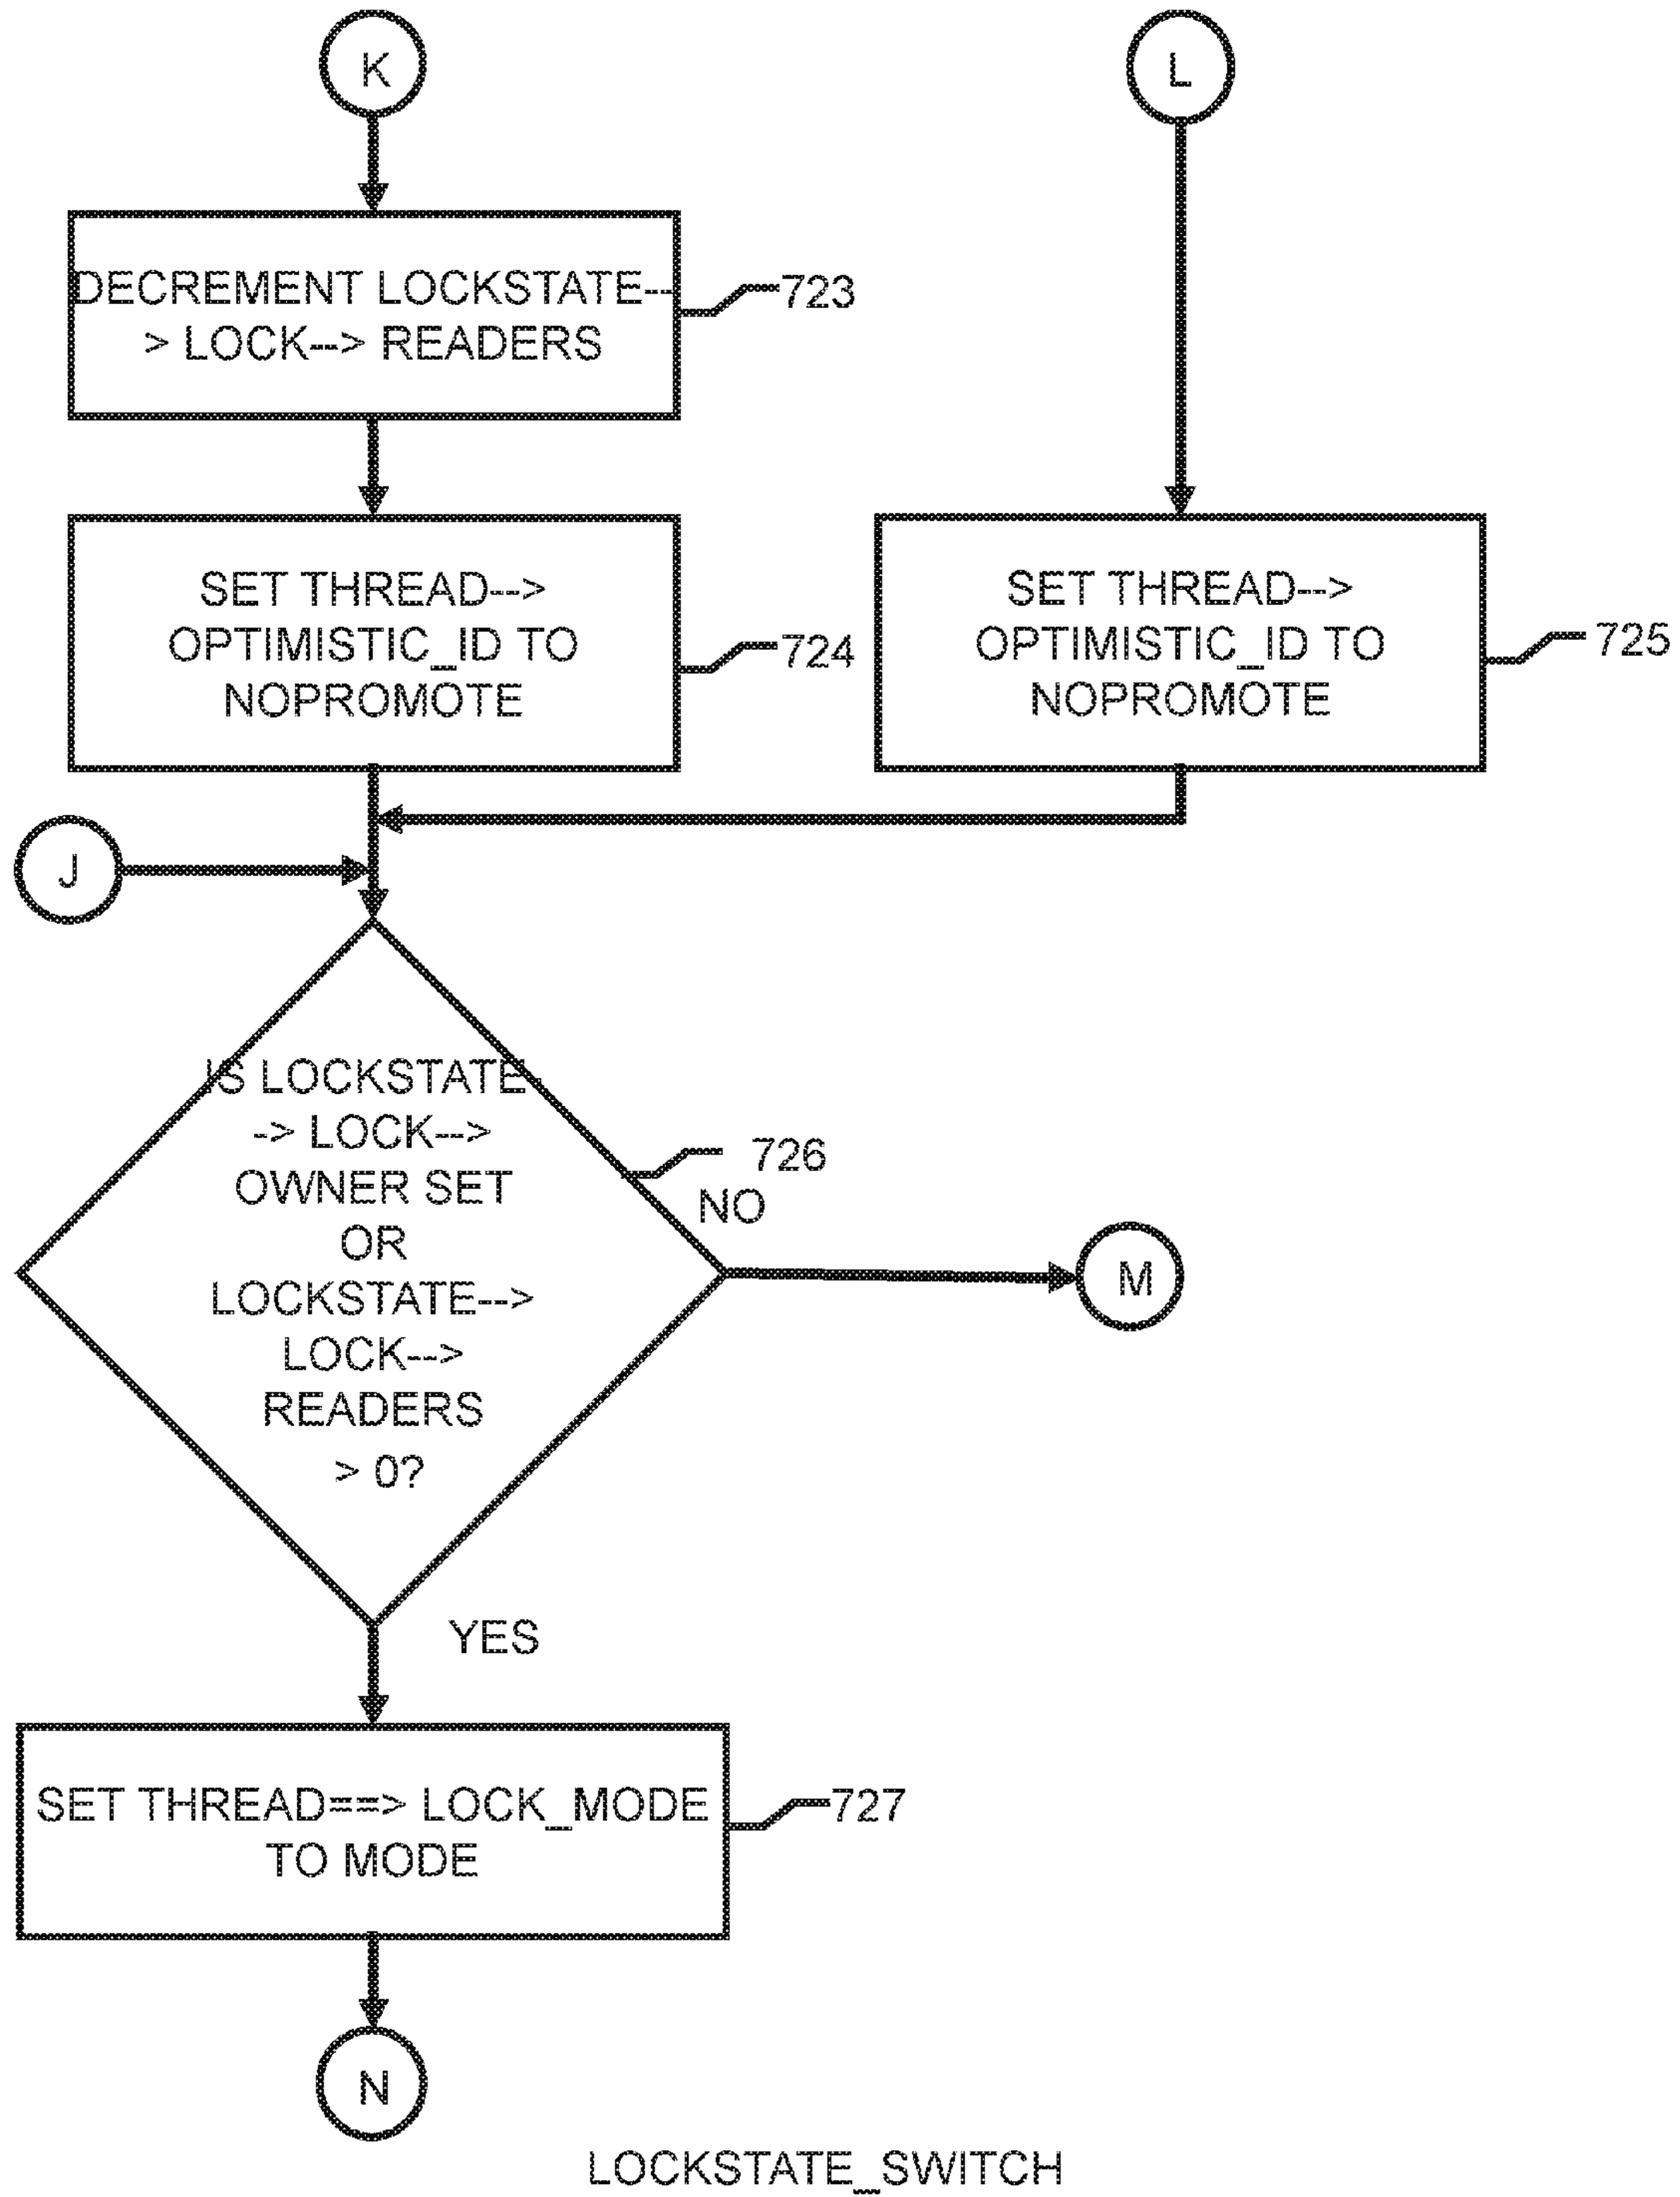 K
L
DECREMENT LOCKSTATE--
> LOCK--> READERS
723
SET THREAD-->
OPTIMISTIC_ID TO
NOPROMOTE
724
SET THREAD-->
OPTIMISTIC_ID TO
NOPROMOTE
725
J
IS LOCKSTATE-
-> LOCK-->
OWNER SET
OR
LOCKSTATE-->
LOCK-->
READERS
> 0?
726
NO
M
YES
SET THREAD==> LOCK_MODE
TO MODE
727
N
LOCKSTATE_SWITCH